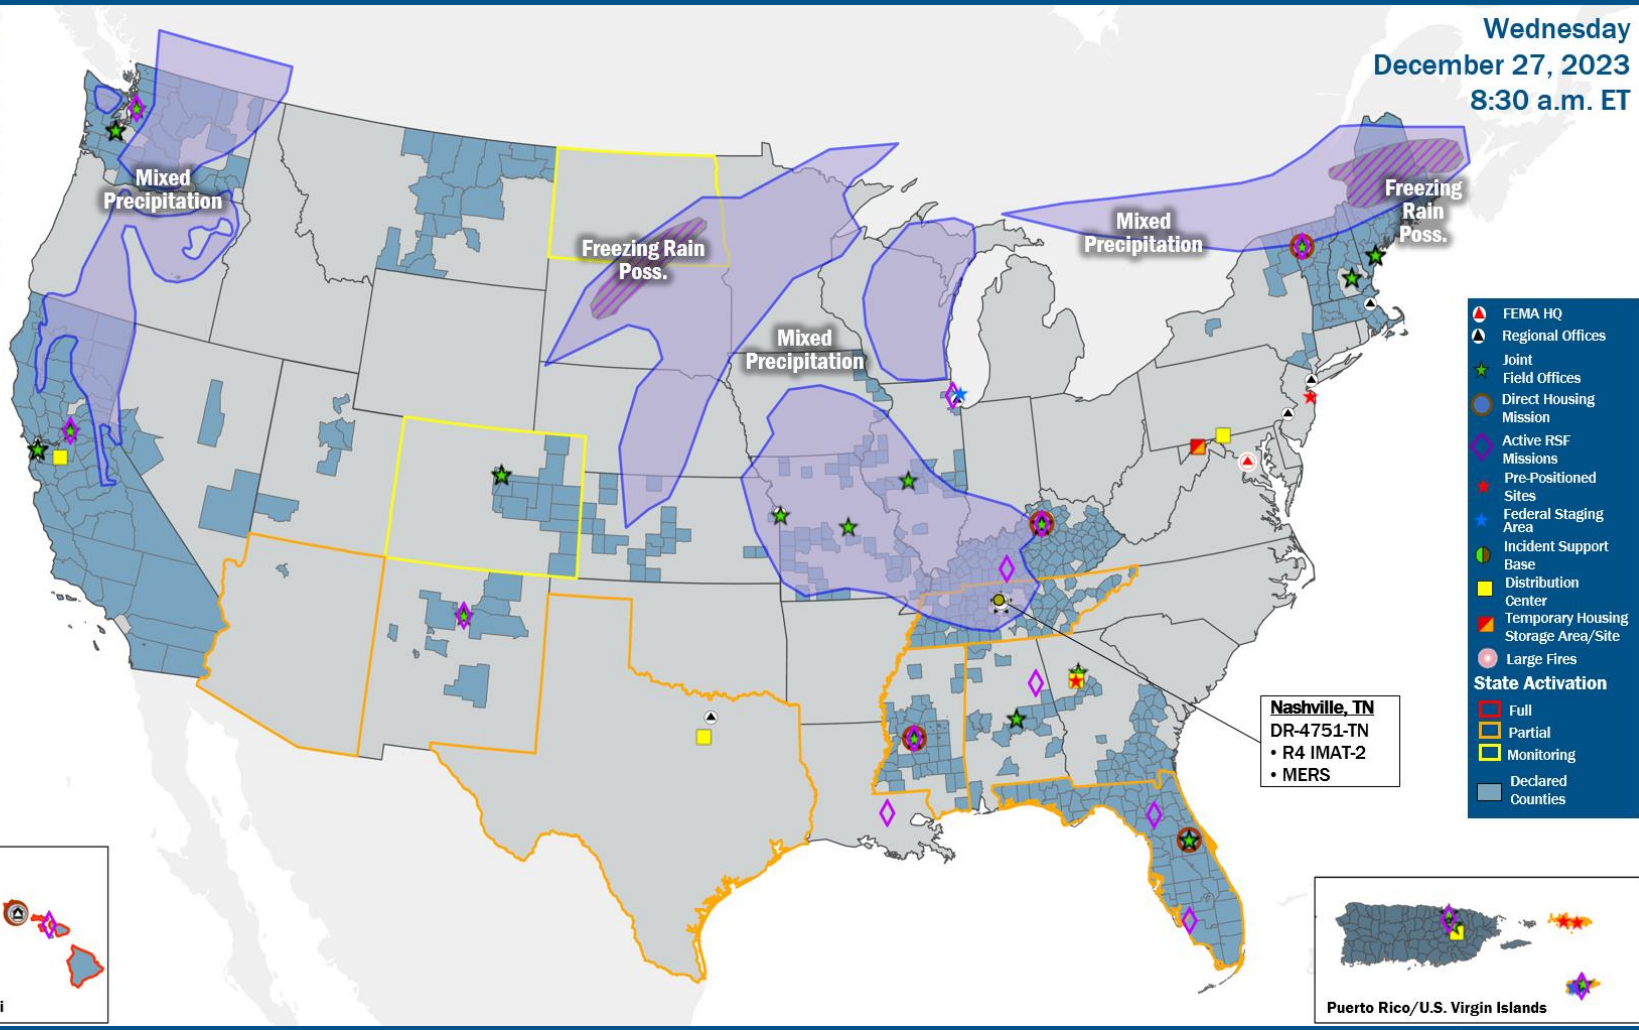 Wednesday
December 27, 2023
8:30 a.m. ET
Mixed
Precipitation
Freezing Rain
Poss.
Mixed
Precipitation
Mixed
Precipitation
Freezing
Rain
Poss.
FEMA HQ
Regional Offices
Joint
Field Offices
Direct Housing
Mission
Active RSF
Missions
Pre-Positioned
Sites
Federal Staging
Area
Incident Support
Base
Distribution
Center
Temporary Housing
Storage Area/Site
Large Fires
State Activation
Full
Partial
Monitoring
Declared
Counties
Nashville, TN
DR-4751-TN
• R4 IMAT-2
• MERS
i
Puerto Rico/U.S. Virgin Islands